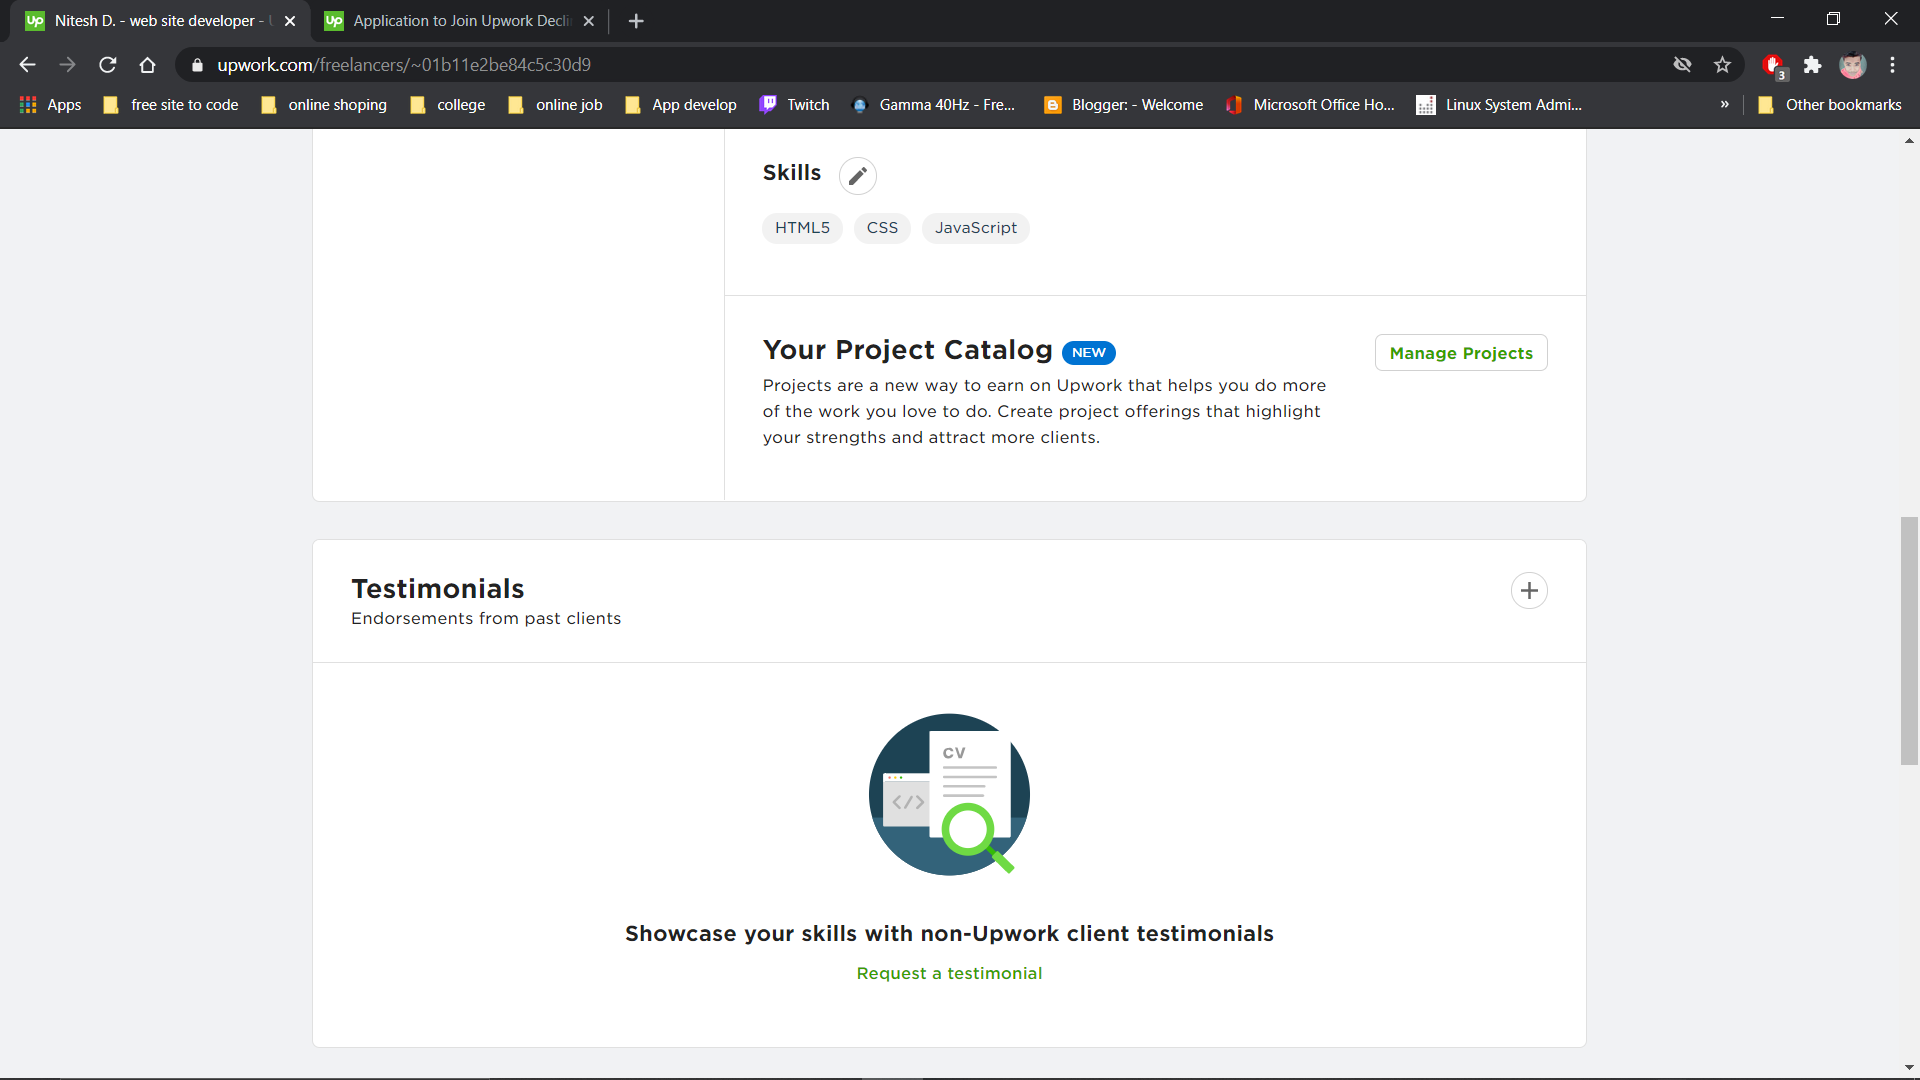 Nitesh D. - web site developer -
Application to Join Upwork Decli
upwork.com/freelancers/~01b11e2be84c5c30d9
3
Apps
free site to code
online shoping
college
online job
App develop
Twitch
Gamma 40Hz - Fre...
Blogger: - Welcome
Microsoft Office Ho...
Linux System Admi...
»
Other bookmarks
Skills
HTML5 CSS JavaScript
Your Project Catalog NEW
Manage Projects
Projects are a new way to earn on Upwork that helps you do more
of the work you love to do. Create project offerings that highlight
your strengths and attract more clients.
Testimonials
Endorsements from past clients
CV
</>
Showcase your skills with non-Upwork client testimonials
Request a testimonial